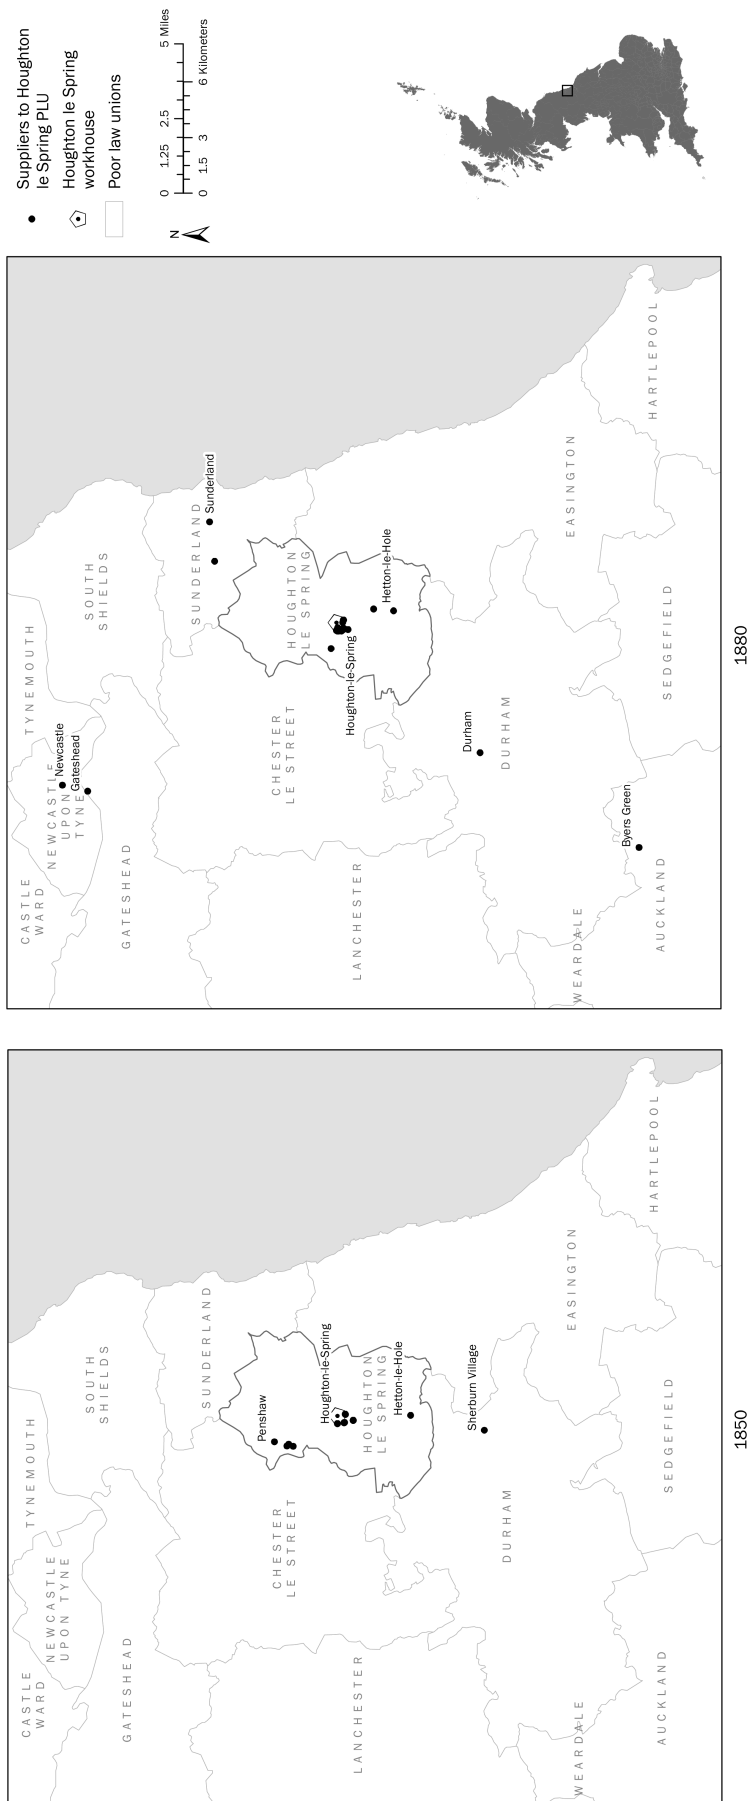 CASTLE
WARD
NEWCASTLE
UPON TYNE
TYNEMOUTH
SOUTH
SHIELDS
GATESHEAD
SUNDERLAND
CHESTER
LE STREET
Penshaw
Houghton-le-Spring
HOUGHTON
LE SPRING
Hetton-le-Hole
LANCHESTER
Sherburn Village
DURHAM
EASINGTON
WEARDALE
AUCKLAND
SEDGEFIELD
HARTLEPOOL
1850
CASTLE
WARD
NEWCASTLE
UPON
TYNE
Newcastle
Gateshead
TYNEMOUTH
SOUTH
SHIELDS
GATESHEAD
SUNDERLAND
Sunderland
CHESTER
LE STREET
HOUGHTON
LE SPRING
Houghton-le-Spring
Hetton-le-Hole
LANCHESTER
Durham
DURHAM
EASINGTON
WEARDALE
Byers Green
AUCKLAND
SEDGEFIELD
HARTLEPOOL
1880
Suppliers to Houghton
le Spring PLU
Houghton le Spring
workhouse
Poor law unions
N
0 1.25 2.5 5 Miles
0 1.5 3 6 Kilometers